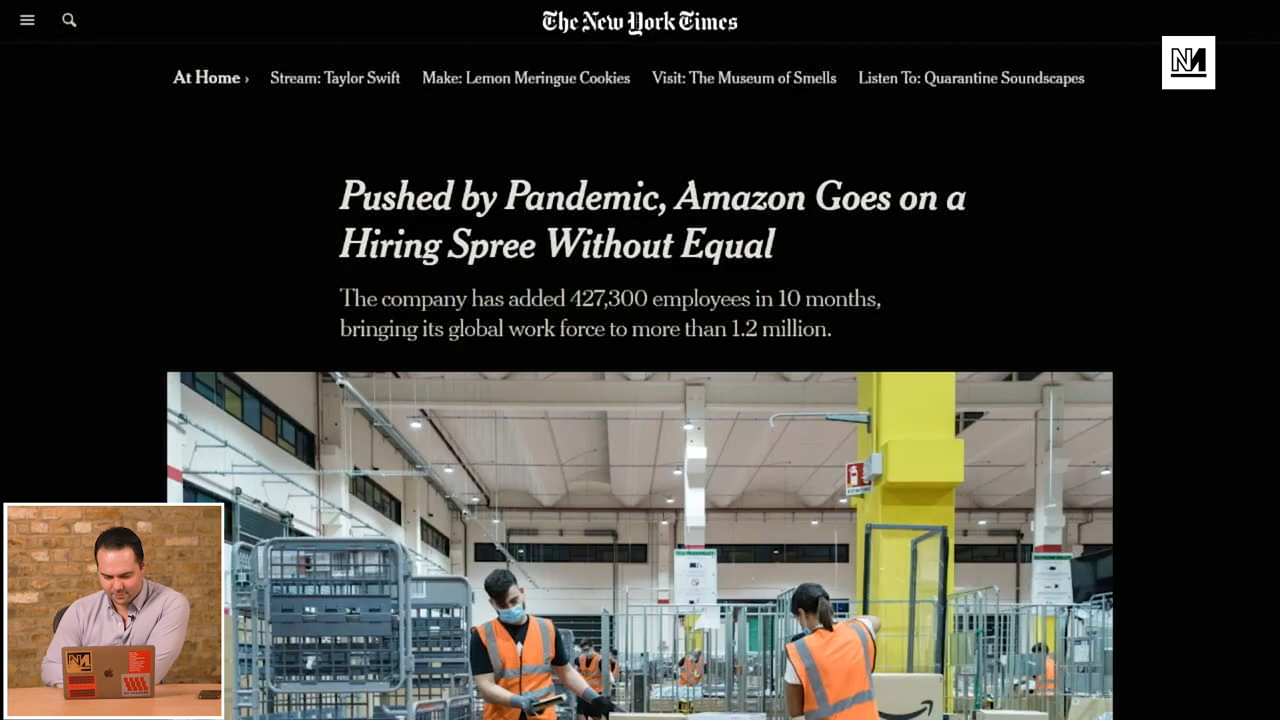 The New York Times
At Home ›
Stream: Taylor Swift
Make: Lemon Meringue Cookies
Visit: The Museum of Smells
Listen To: Quarantine Soundscapes
Pushed by Pandemic, Amazon Goes on a
Hiring Spree Without Equal
The company has added 427,300 employees in 10 months,
bringing its global work force to more than 1.2 million.